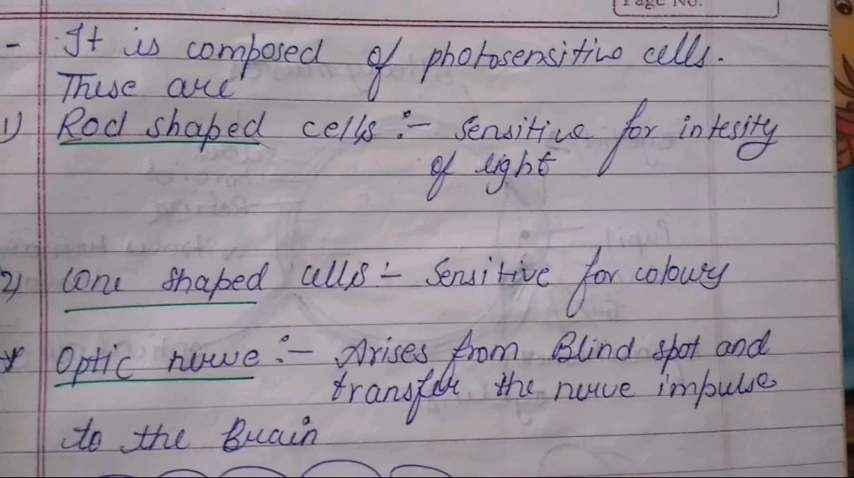 Page No.
- It is composed of photosensitive cells.
These are
1) Rod shaped cells :- Sensitive for intesity
of light
2) Cone shaped cells :- Sensitive for colours
* Optic nerve :- Arises from Blind spot and
transfer the nerve impulse
to the Brain